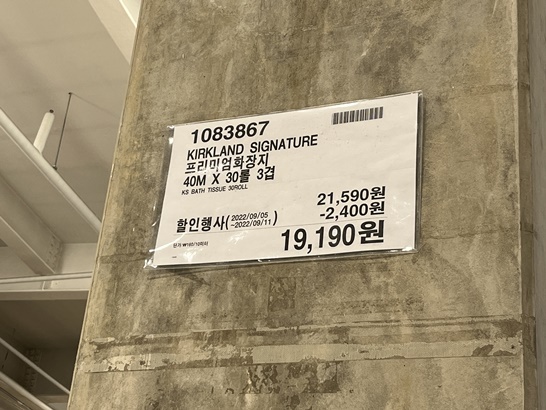 1083867
KIRKLAND SIGNATURE
프리미엄화장지
40M X 30롤 3겹
KS BATH TISSUE 30ROLL
21,590원
할인행사( 2022/09/05 ~2022/09/11 ) -2,400원
19,190원